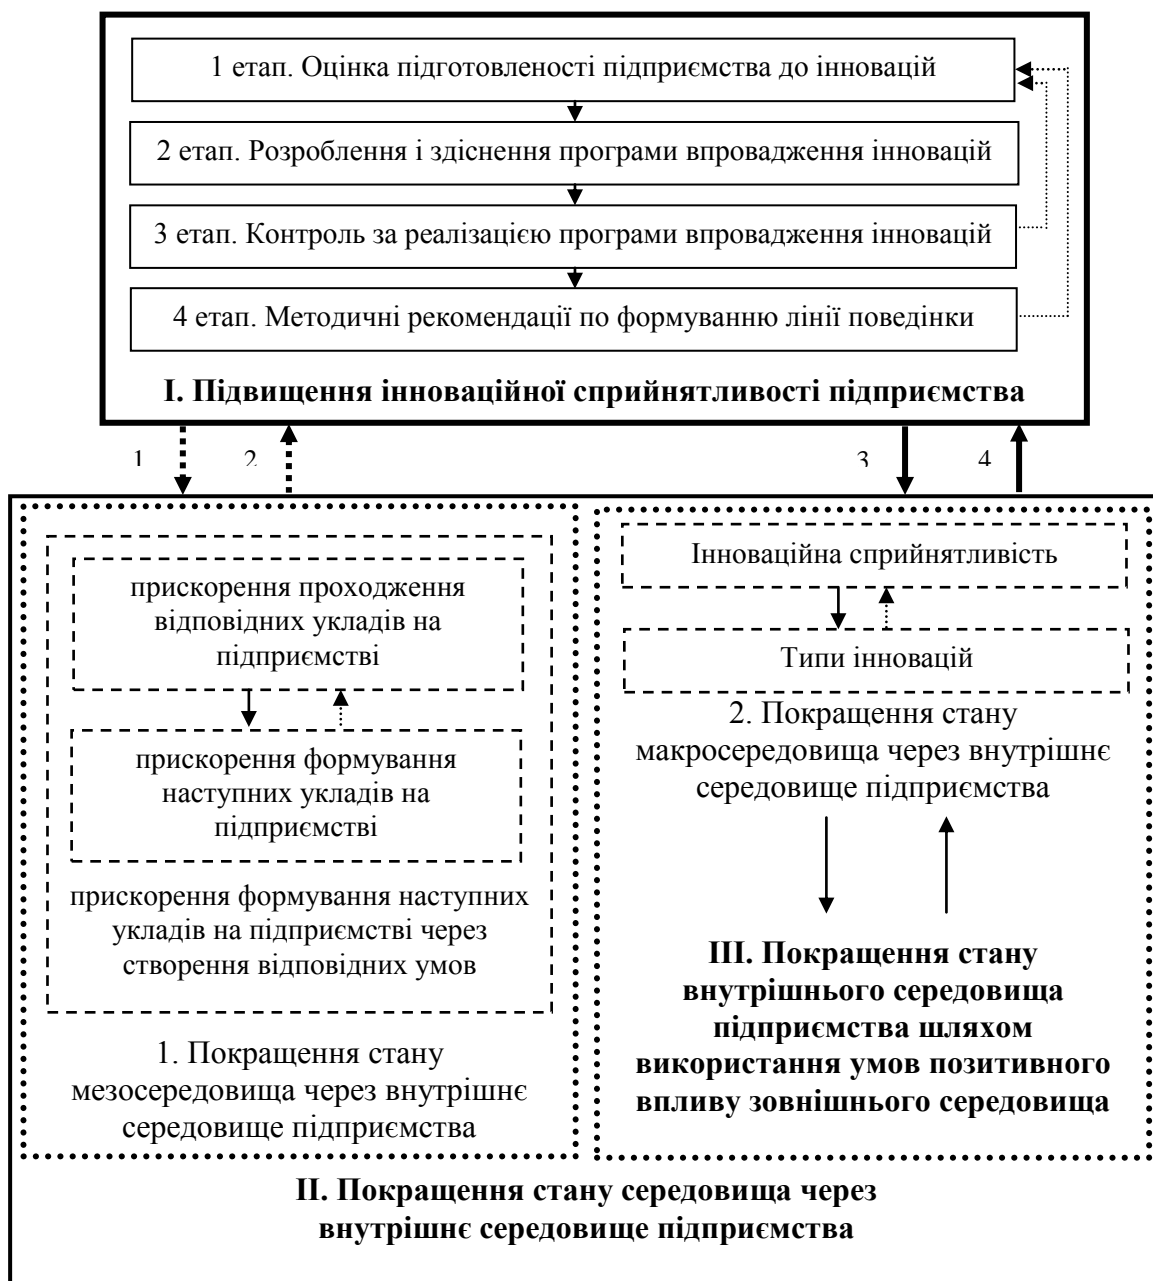 1 етап. Оцінка підготовленості підприємства до інновацій
2 етап. Розроблення і здіснення програми впровадження інновацій
3 етап. Контроль за реалізацією програми впровадження інновацій
4 етап. Методичні рекомендації по формуванню лінії поведінки
І. Підвищення інноваційної сприйнятливості підприємства
1
2
3
4
прискорення проходження
відповідних укладів на
підприємстві
прискорення формування
наступних укладів на
підприємстві
прискорення формування наступних
укладів на підприємстві через
створення відповідних умов
1. Покращення стану
мезосередовища через внутрішнє
середовище підприємства
Інноваційна сприйнятливість
Типи інновацій
2. Покращення стану
макросередовища через внутрішнє
середовище підприємства
ІІІ. Покращення стану
внутрішнього середовища
підприємства шляхом
використання умов позитивного
впливу зовнішнього середовища
ІІ. Покращення стану середовища через
внутрішнє середовище підприємства